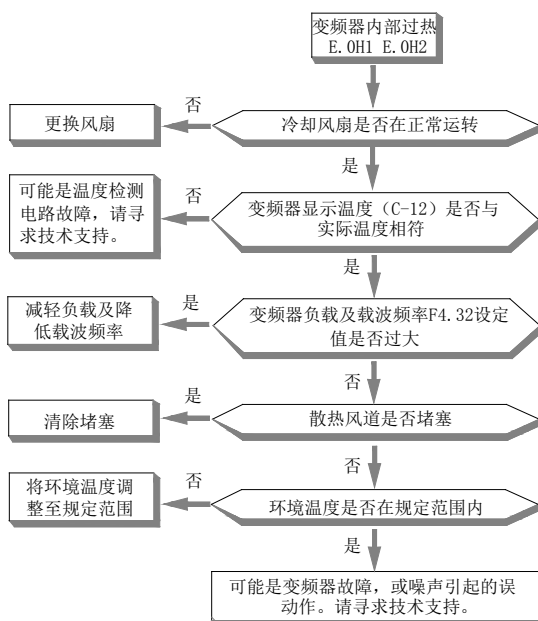 变频器内部过热
E.OH1 E.OH2
否
更换风扇
冷却风扇是否在正常运转
是
可能是温度检测
电路故障，请寻
求技术支持。
否
变频器显示温度（C-12）是否与
实际温度相符
是
减轻负载及降
低载波频率
是
变频器负载及载波频率F4.32设定
值是否过大
否
清除堵塞
是
散热风道是否堵塞
否
将环境温度调
整至规定范围
否
环境温度是否在规定范围内
是
可能是变频器故障，或噪声引起的误
动作。请寻求技术支持。